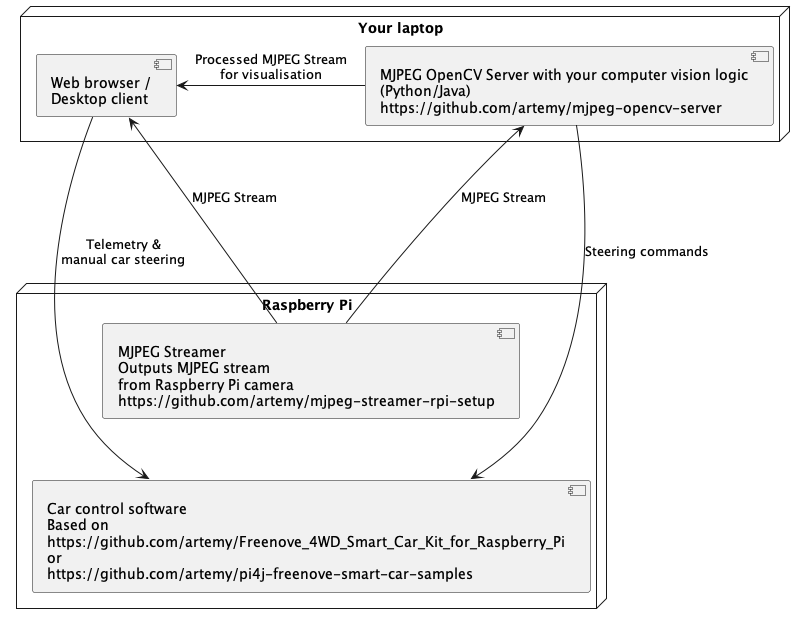 Your laptop
Web browser /
Desktop client
Processed MJPEG Stream
for visualisation
MJPEG OpenCV Server with your computer vision logic
(Python/Java)
https://github.com/artemy/mjpeg-opencv-server
MJPEG Stream
MJPEG Stream
Telemetry &
manual car steering
Steering commands
Raspberry Pi
MJPEG Streamer
Outputs MJPEG stream
from Raspberry Pi camera
https://github.com/artemy/mjpeg-streamer-rpi-setup
Car control software
Based on
https://github.com/artemy/Freenove_4WD_Smart_Car_Kit_for_Raspberry_Pi
or
https://github.com/artemy/pi4j-freenove-smart-car-samples